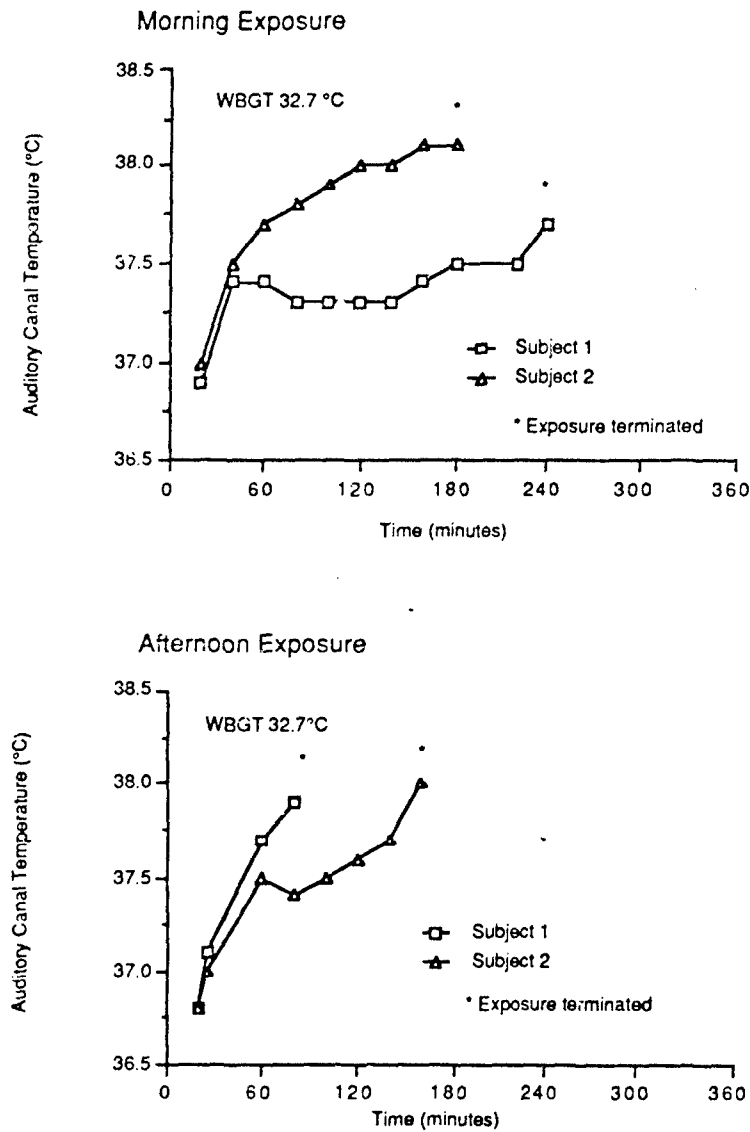 Morning Exposure
38.5
WBGT 32.7 °C
*
38.0
*
37.5
37.0
36.5
Auditory Canal Temperature (°C)
Subject 1
Subject 2
* Exposure terminated
0 60 120 180 240 300 360
Time (minutes)
Afternoon Exposure
38.5
WBGT 32.7°C
* *
38.0
37.5
37.0
36.5
Auditory Canal Temperature (°C)
Subject 1
Subject 2
* Exposure terminated
0 60 120 180 240 300 360
Time (minutes)